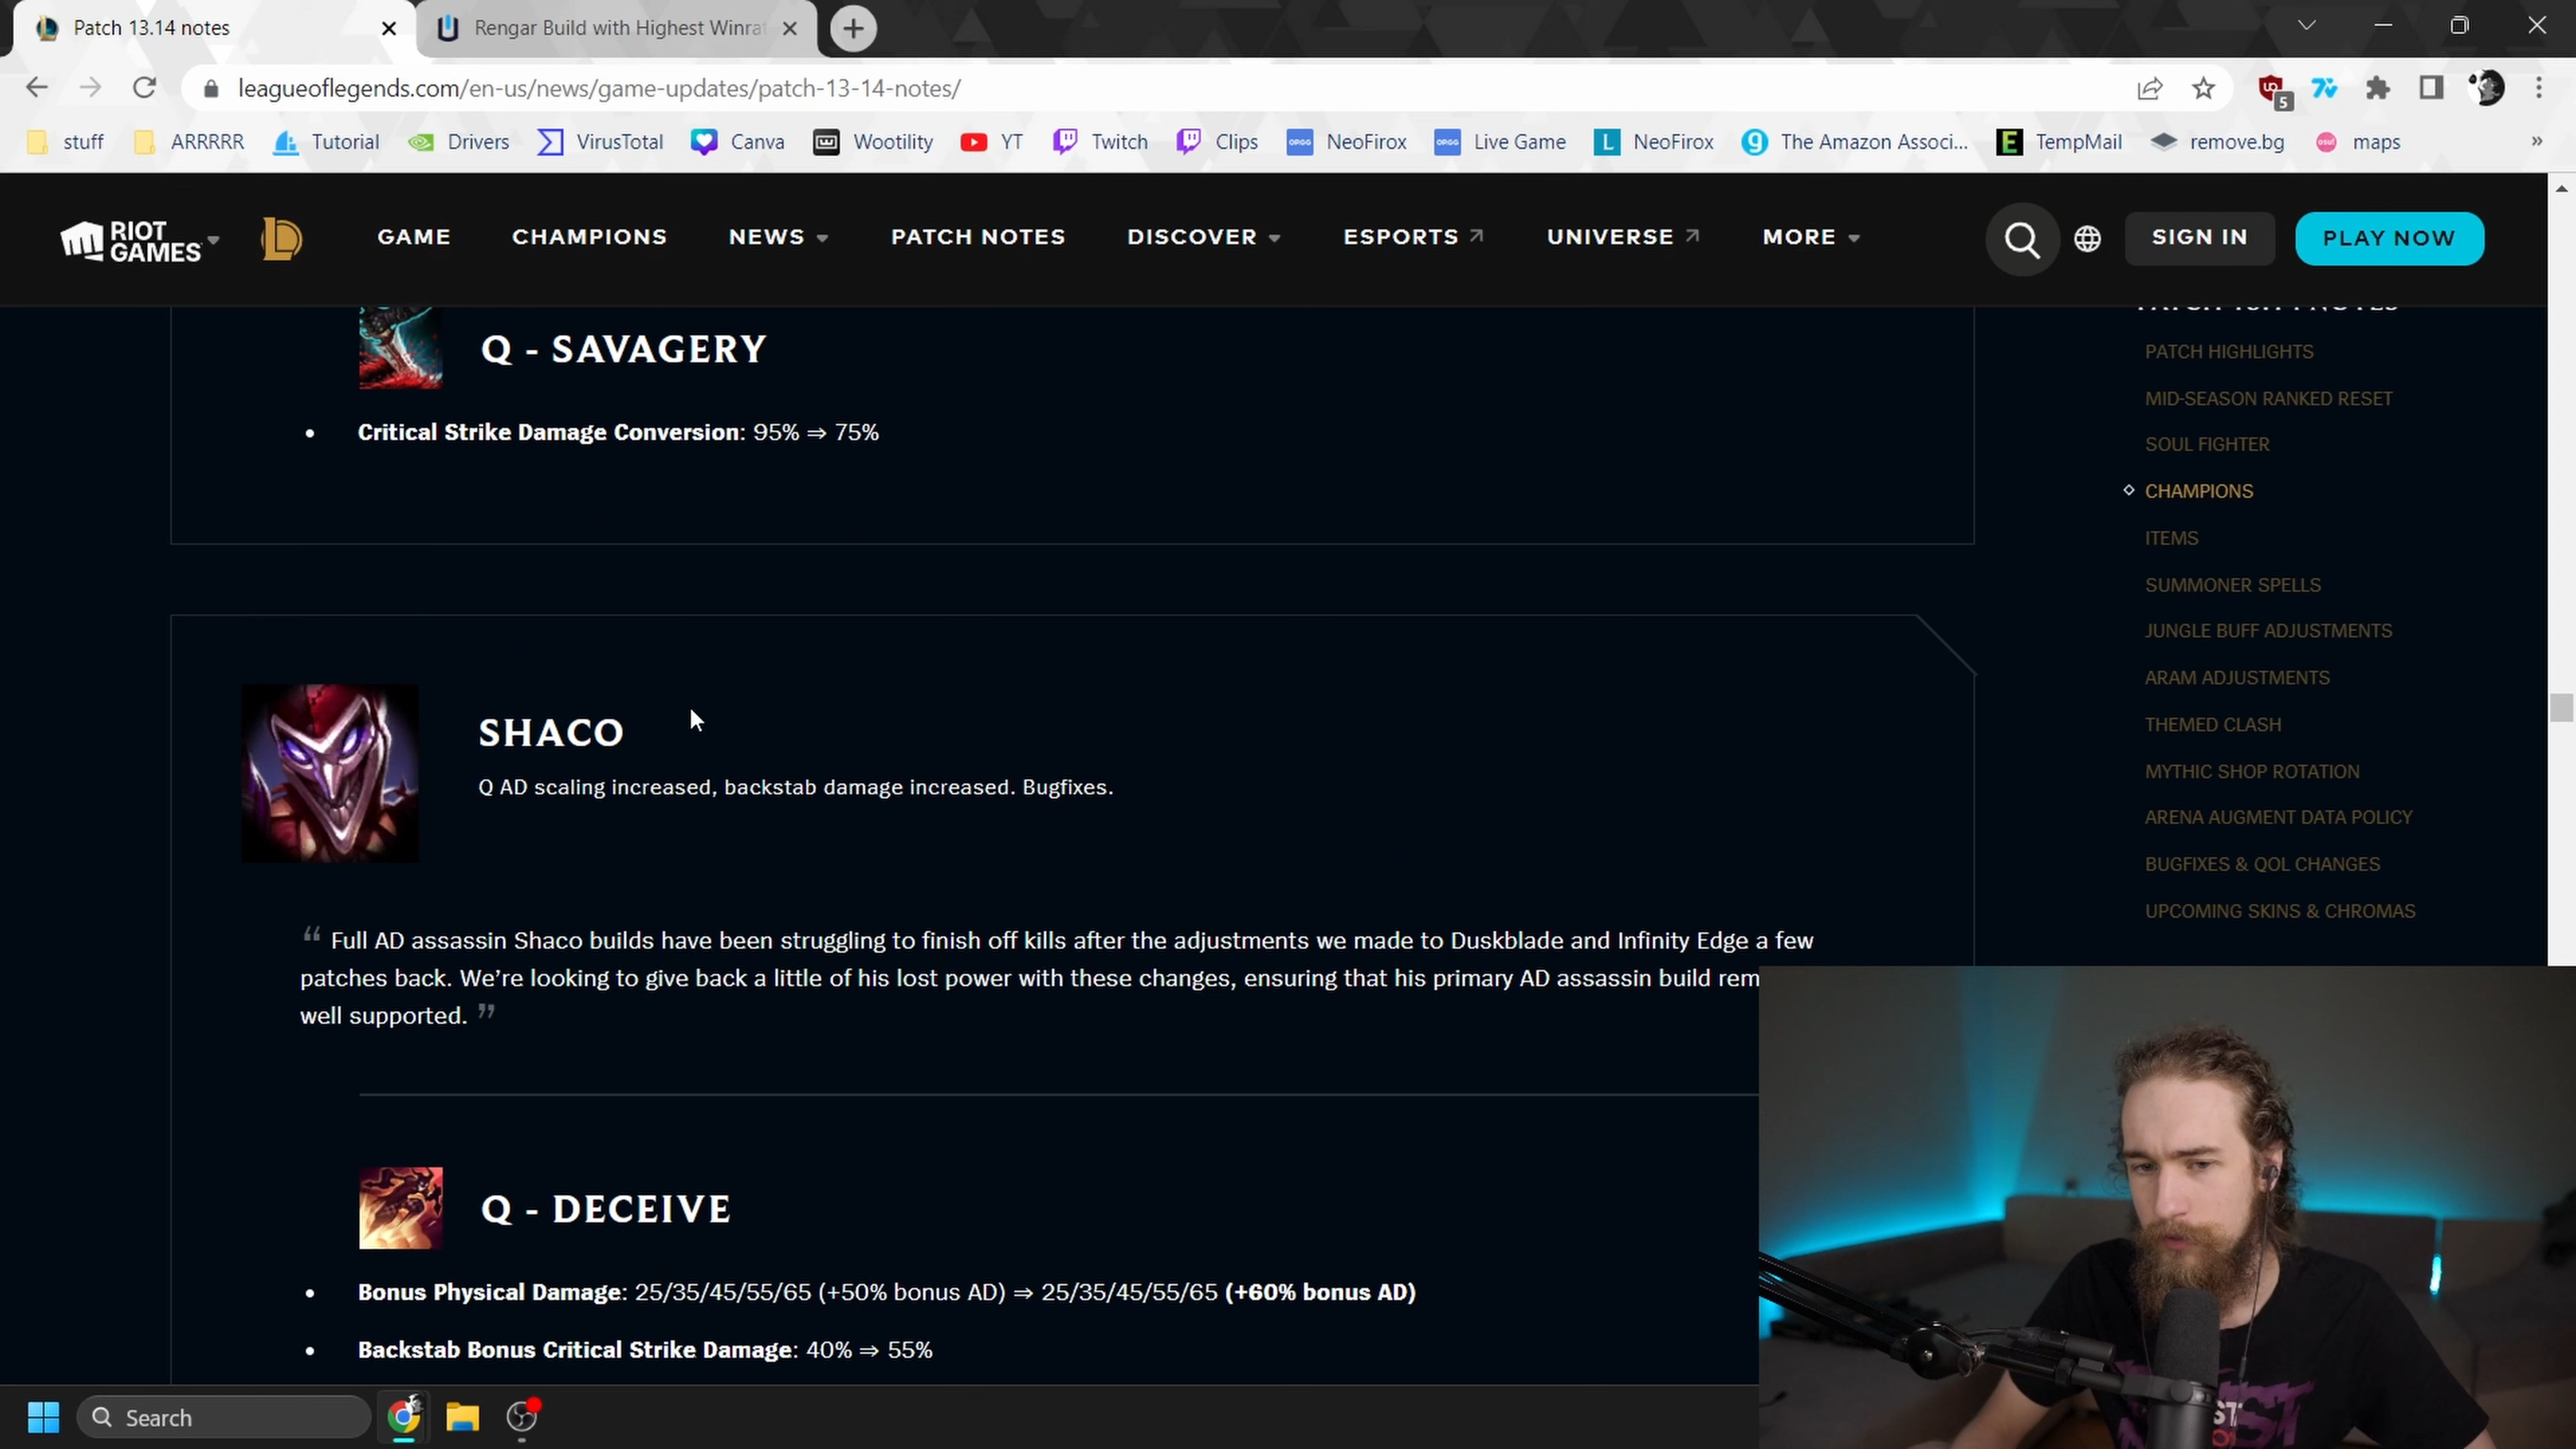 Patch 13.14 notes
Rengar Build with Highest Winrat
leagueoflegends.com/en-us/news/game-updates/patch-13-14-notes/
5
stuff ARRRRR Tutorial Drivers VirusTotal Canva Wootility YT Twitch Clips NeoFirox Live Game NeoFirox The Amazon Associ... TempMail remove.bg maps »
RIOT GAMES GAME CHAMPIONS NEWS PATCH NOTES DISCOVER ESPORTS UNIVERSE MORE SIGN IN PLAY NOW
Q - SAVAGERY
• Critical Strike Damage Conversion: 95% ⇒ 75%
SHACO
Q AD scaling increased, backstab damage increased. Bugfixes.
“ Full AD assassin Shaco builds have been struggling to finish off kills after the adjustments we made to Duskblade and Infinity Edge a few
patches back. We’re looking to give back a little of his lost power with these changes, ensuring that his primary AD assassin build rem
well supported. ”
Q - DECEIVE
• Bonus Physical Damage: 25/35/45/55/65 (+50% bonus AD) ⇒ 25/35/45/55/65 (+60% bonus AD)
• Backstab Bonus Critical Strike Damage: 40% ⇒ 55%
PATCH HIGHLIGHTS
MID-SEASON RANKED RESET
SOUL FIGHTER
CHAMPIONS
ITEMS
SUMMONER SPELLS
JUNGLE BUFF ADJUSTMENTS
ARAM ADJUSTMENTS
THEMED CLASH
MYTHIC SHOP ROTATION
ARENA AUGMENT DATA POLICY
BUGFIXES & QOL CHANGES
UPCOMING SKINS & CHROMAS
Search